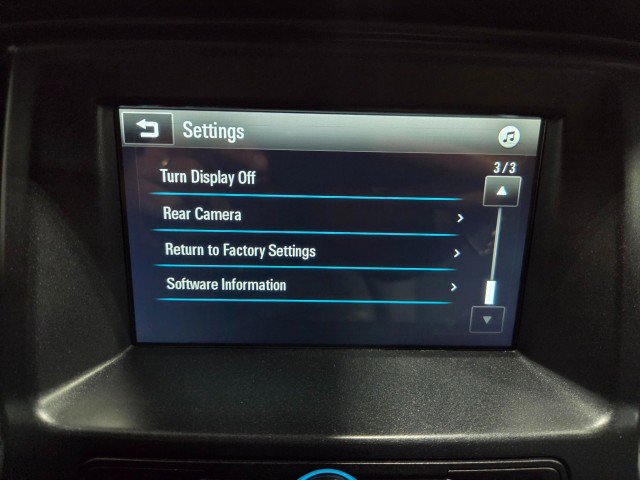 Settings
3/3
Turn Display Off
Rear Camera
Return to Factory Settings
Software Information